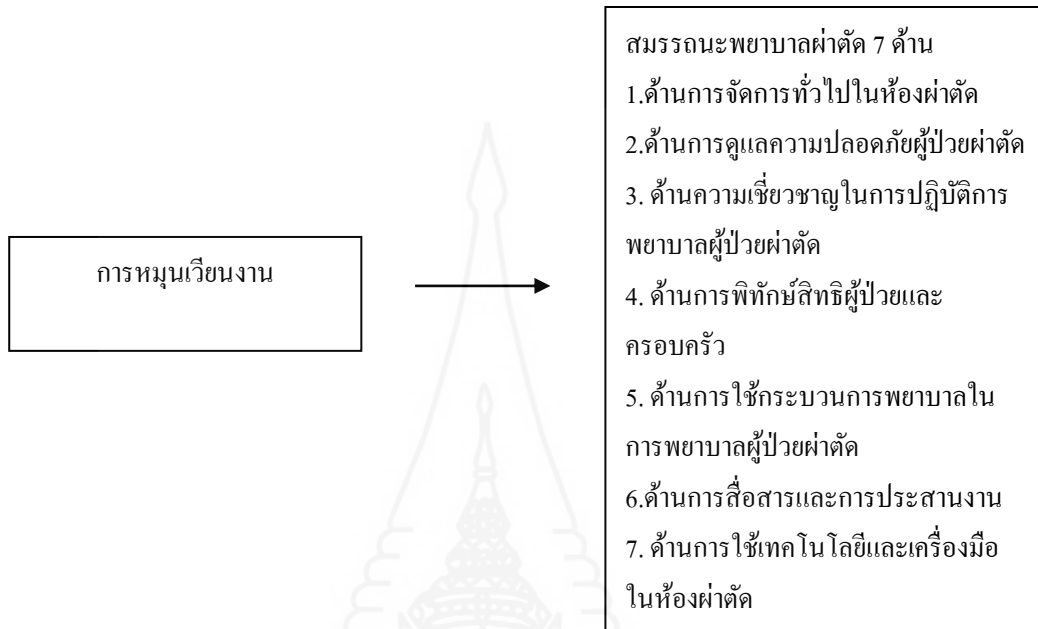 การหมุนเวียนงาน
สมรรถนะพยาบาลผ่าตัด 7 ด้าน
1.ด้านการจัดการทั่วไปในห้องผ่าตัด
2.ด้านการดูแลความปลอดภัยผู้ป่วยผ่าตัด
3. ด้านความเชี่ยวชาญในการปฏิบัติการ
พยาบาลผู้ป่วยผ่าตัด
4. ด้านการพิทักษ์สิทธิผู้ป่วยและ
ครอบครัว
5. ด้านการใช้กระบวนการพยาบาลใน
การพยาบาลผู้ป่วยผ่าตัด
6.ด้านการสื่อสารและการประสานงาน
7. ด้านการใช้เทคโนโลยีและเครื่องมือ
ในห้องผ่าตัด